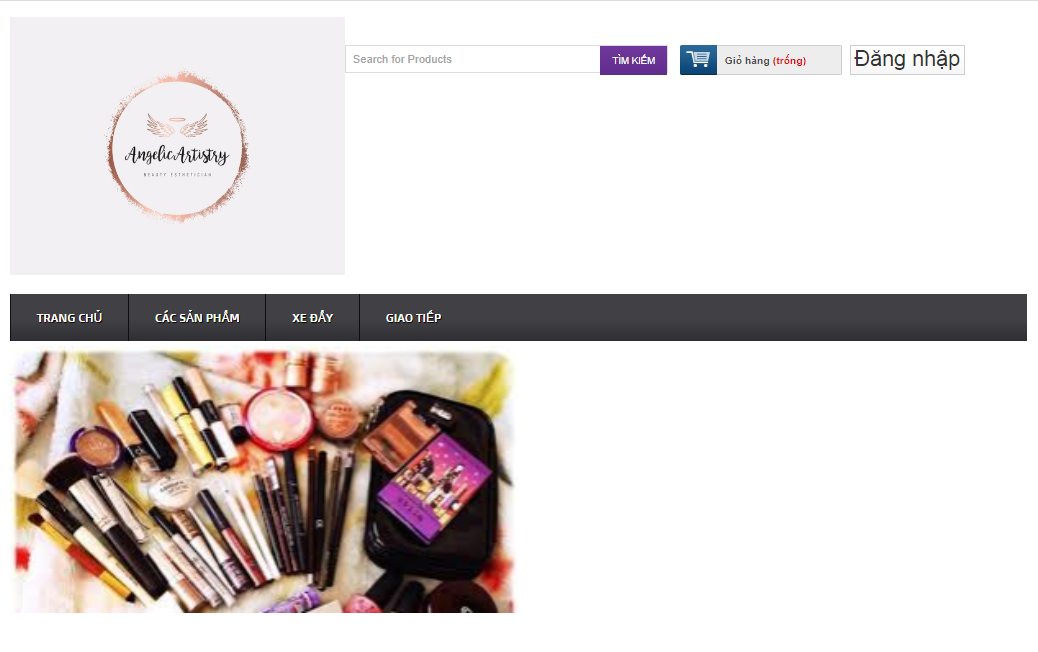 Search for Products
TÌM KIẾM
Giỏ hàng (trống)
Đăng nhập
AngelicArtistry
BEAUTY ESTHETICIAN
TRANG CHỦ
CÁC SẢN PHẨM
XE ĐẨY
GIAO TIẾP